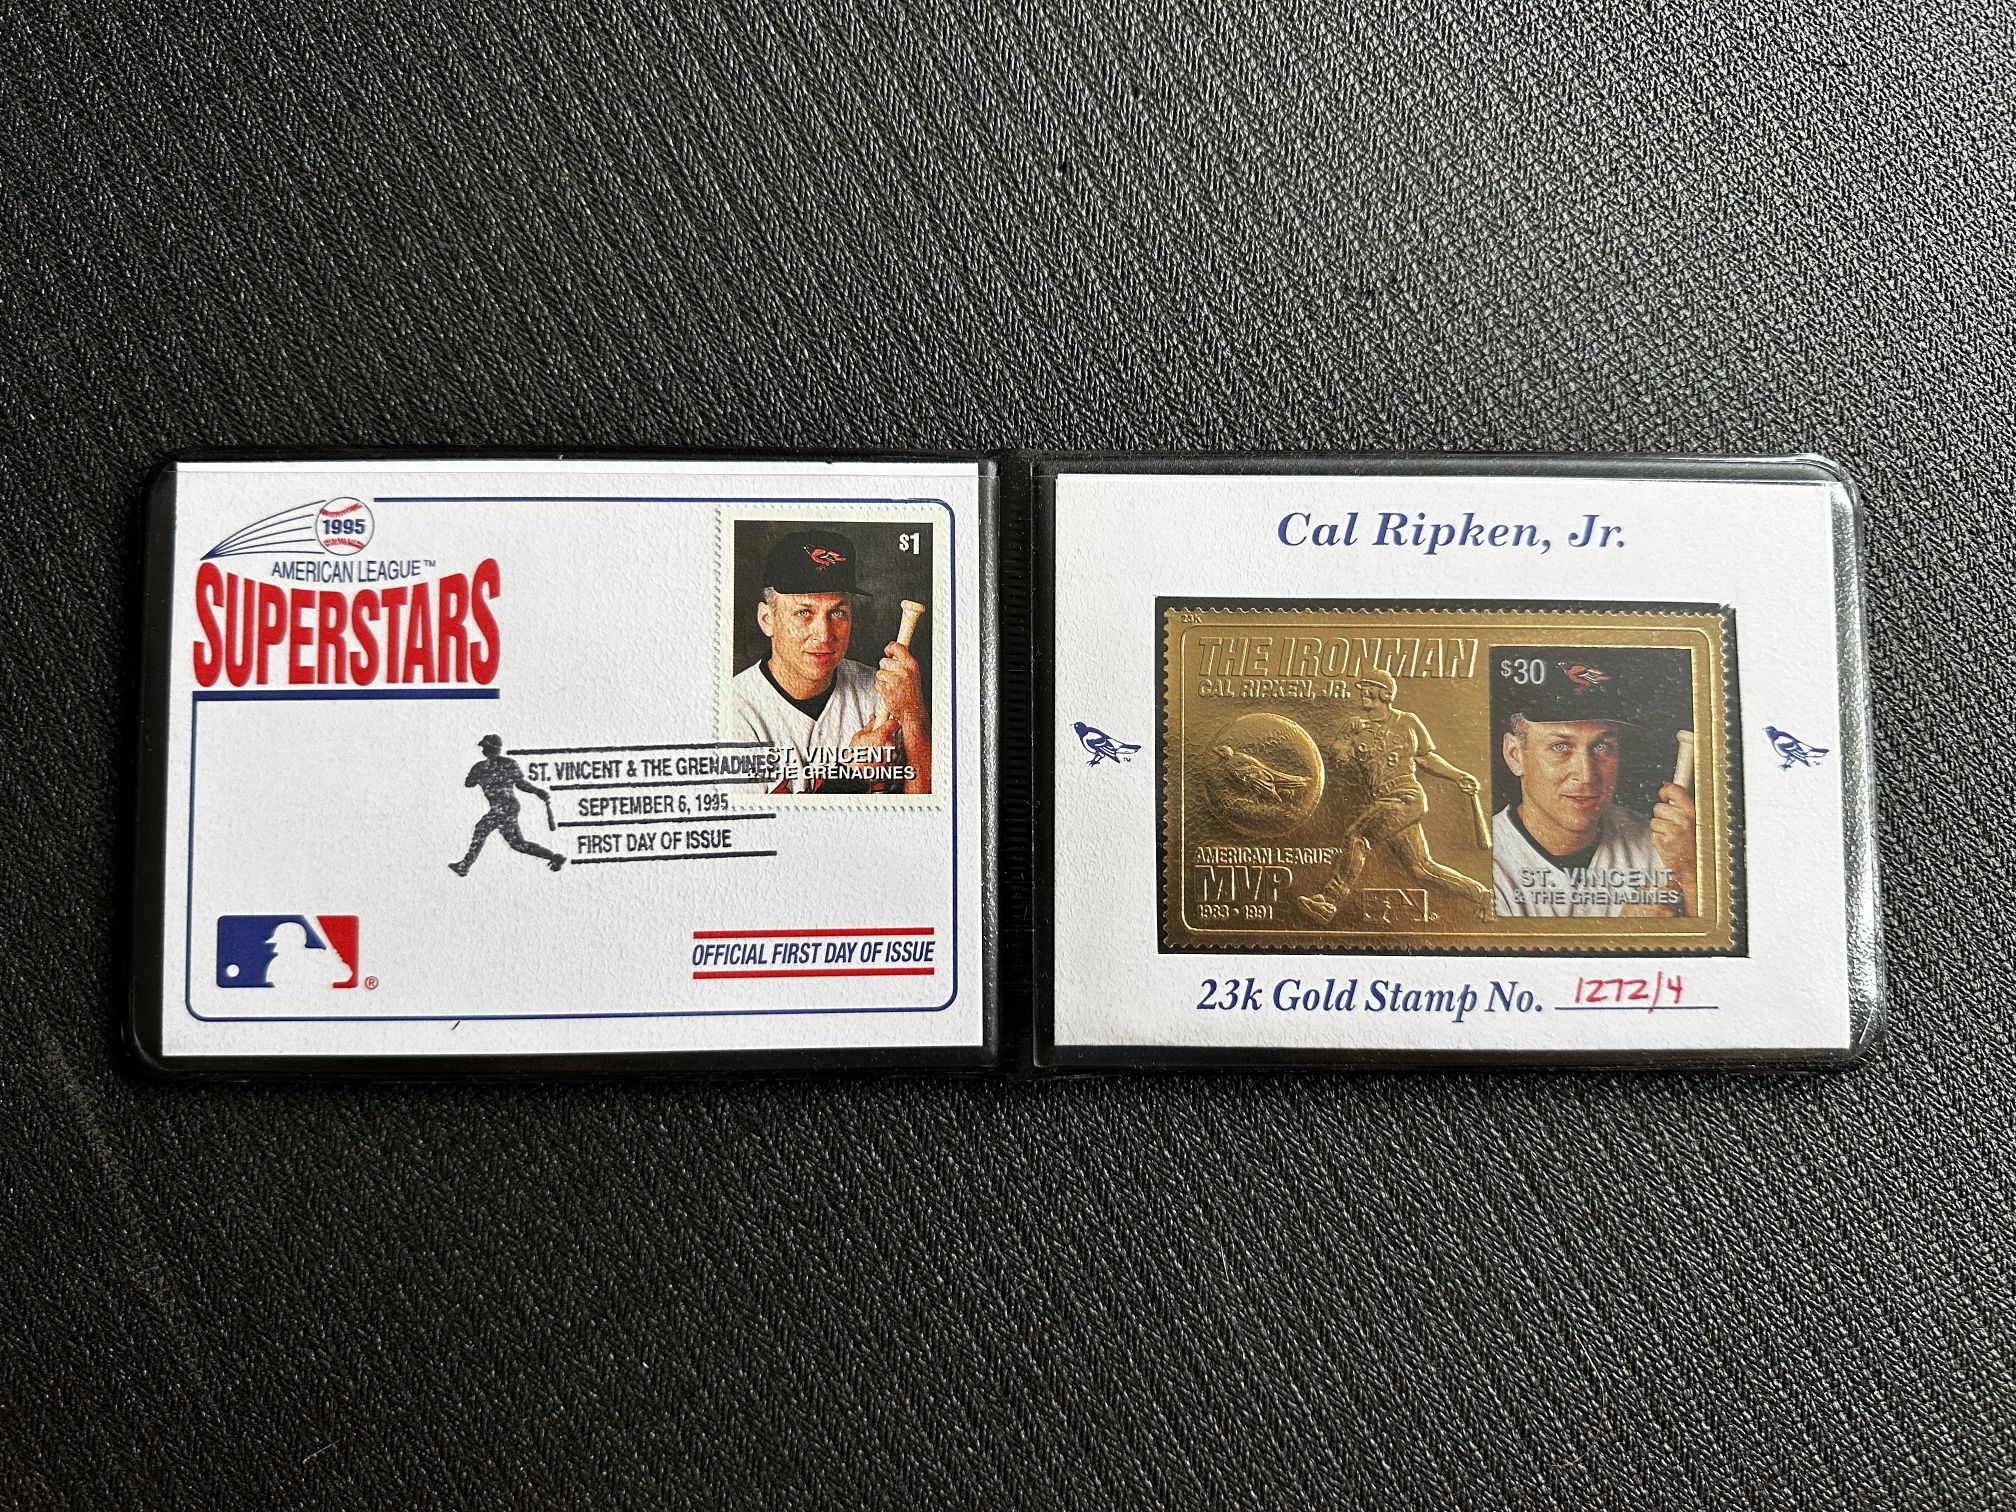 1995
AMERICAN LEAGUE™
SUPERSTARS
$1
ST. VINCENT
& THE GRENADINES
ST. VINCENT & THE GRENADINES
SEPTEMBER 6, 1995
FIRST DAY OF ISSUE
®
OFFICIAL FIRST DAY OF ISSUE
Cal Ripken, Jr.
23K
THE IRONMAN
CAL RIPKEN, JR.
$30
AMERICAN LEAGUE™
MVP
1983 • 1991
®
ST. VINCENT
& THE GRENADINES
™
™
23k Gold Stamp No. 1272/4